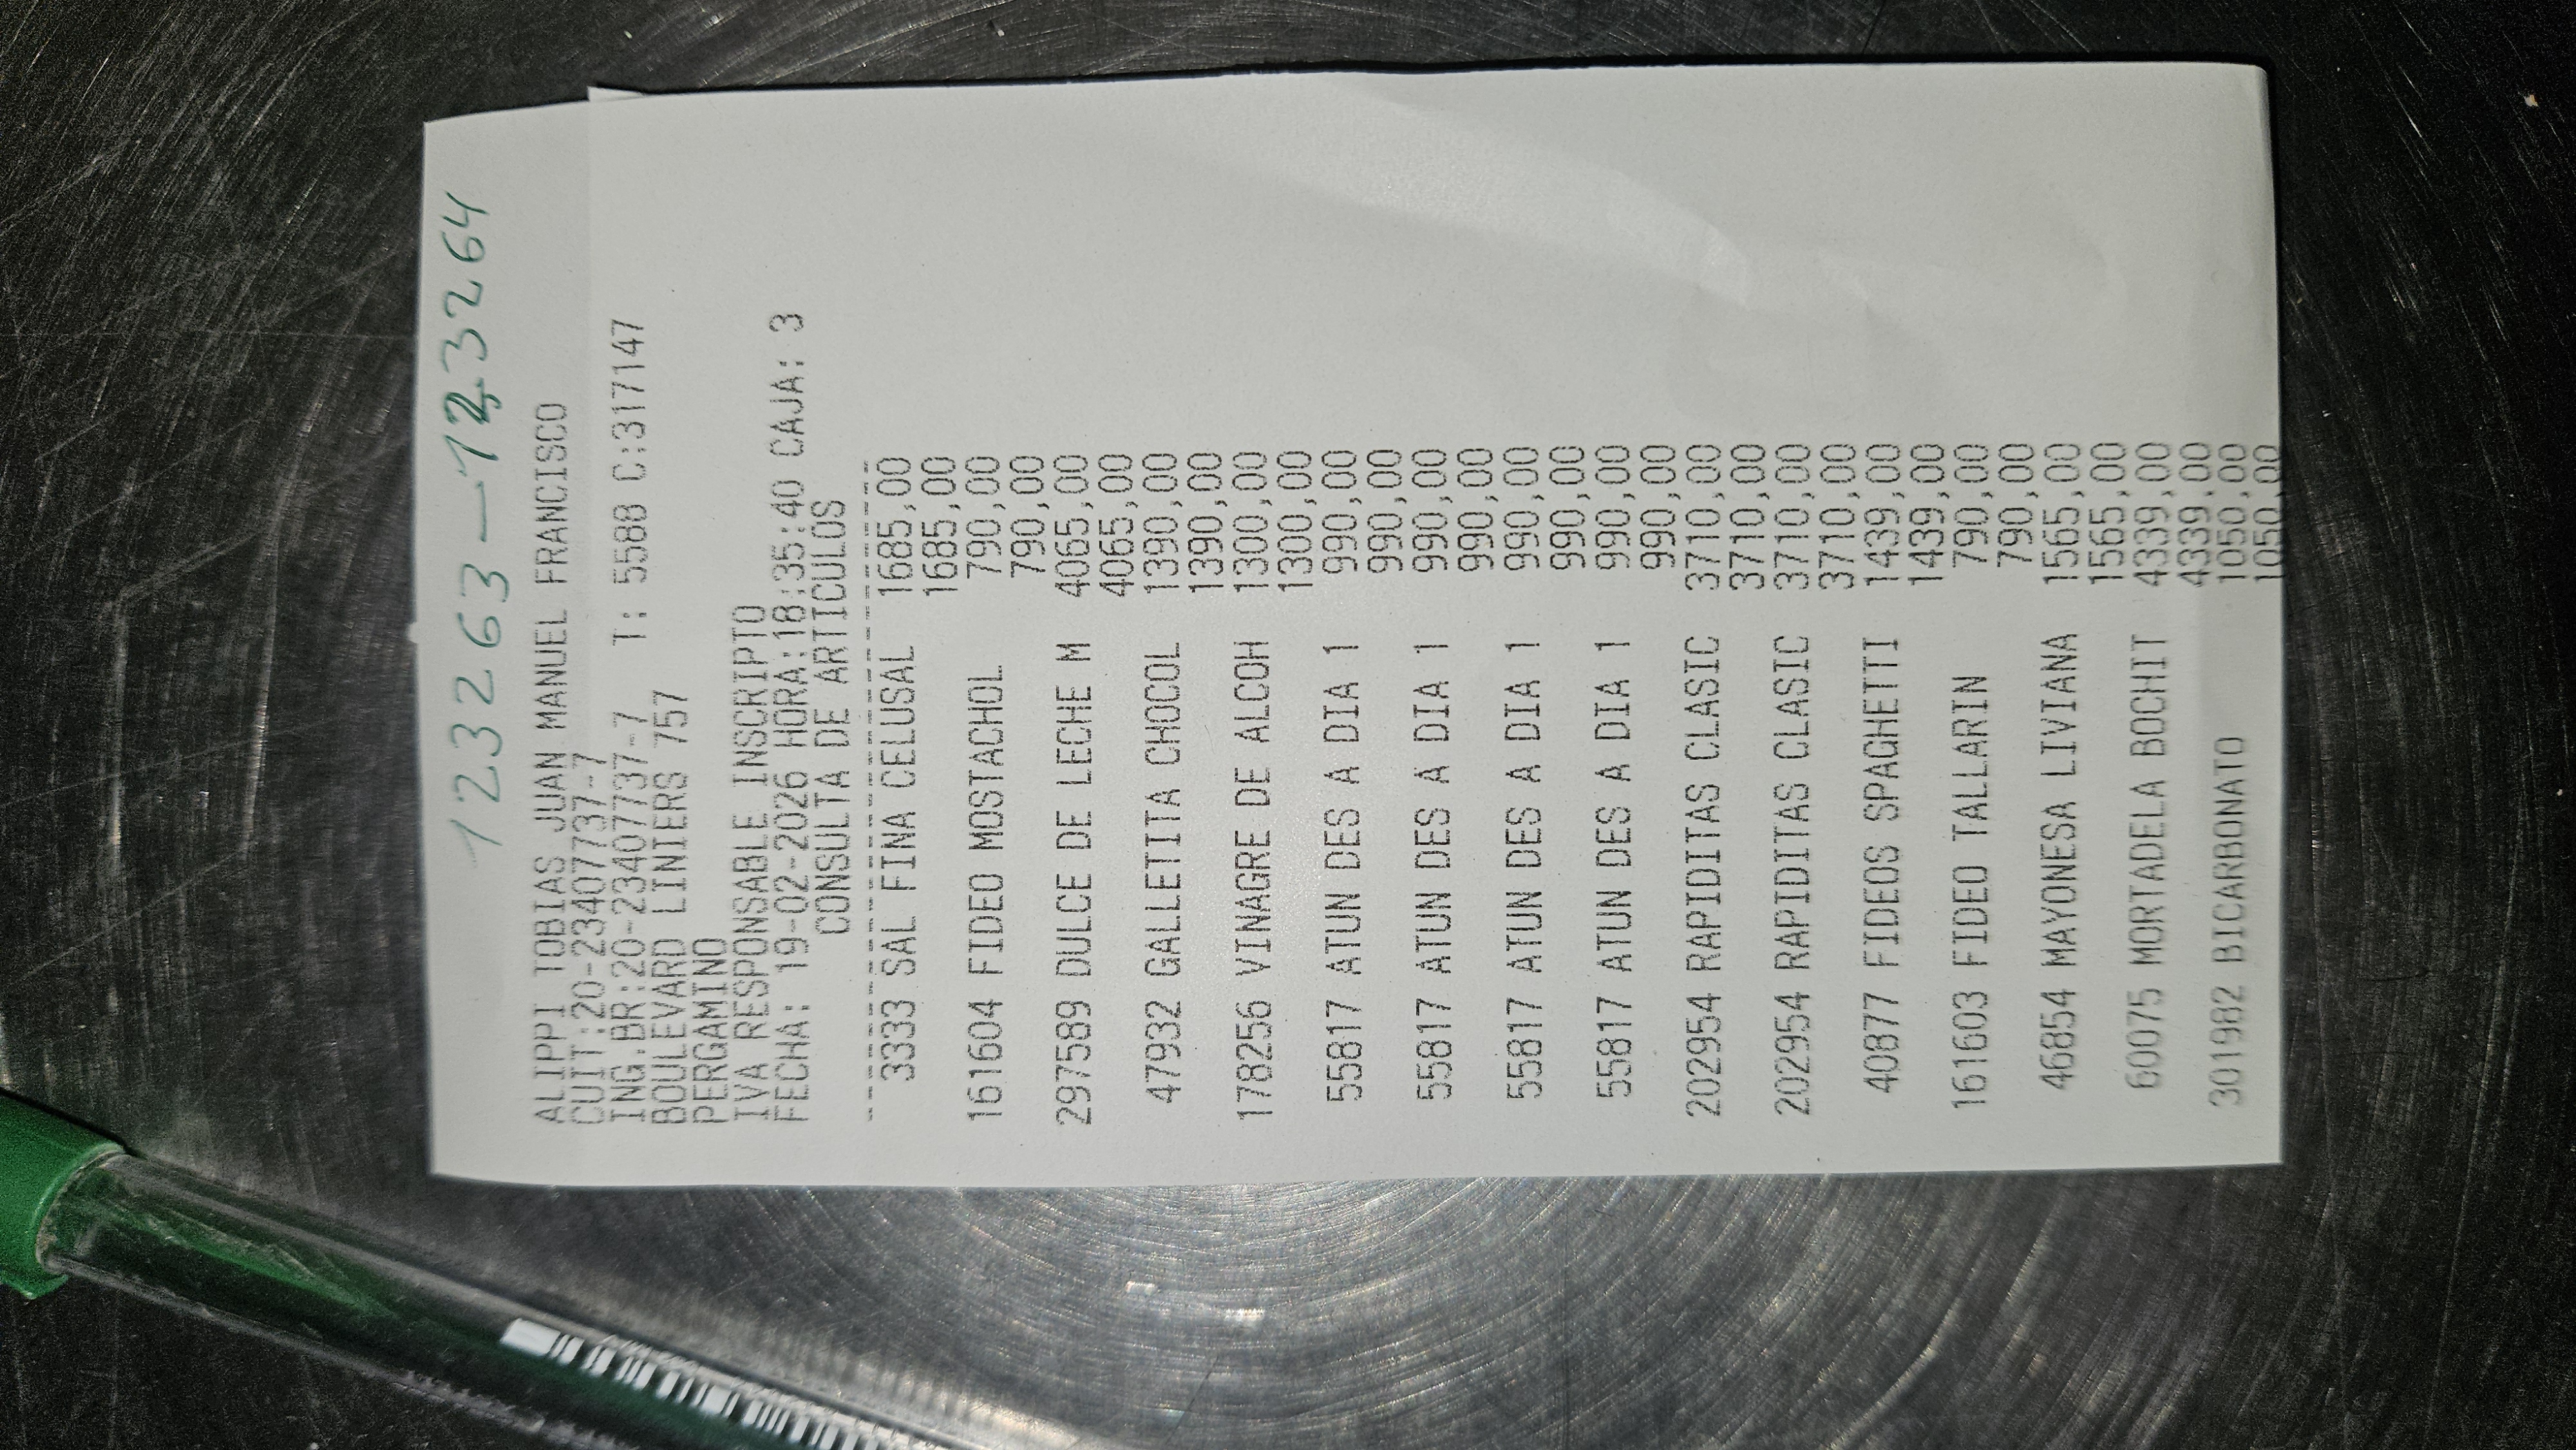 123263-123264
ALIPPI TOBIAS JUAN MANUEL FRANCISCO
CUIT:20-23407737-7
ING.BR:20-23407737-7 T: 5588 C:317147
BOULEVARD LINIERS 757
PERGAMINO
IVA RESPONSABLE INSCRIPTO
FECHA: 19-02-2026 HORA:18:35:40 CAJA: 3
CONSULTA DE ARTICULOS
3333 SAL FINA CELUSAL 1685,00
1685,00
161604 FIDEO MOSTACHOL 790,00
790,00
297589 DULCE DE LECHE M 4065,00
4065,00
47932 GALLETITA CHOCOL 1390,00
1390,00
178256 VINAGRE DE ALCOH 1300,00
1300,00
55817 ATUN DES A DIA 1 990,00
990,00
55817 ATUN DES A DIA 1 990,00
990,00
55817 ATUN DES A DIA 1 990,00
990,00
55817 ATUN DES A DIA 1 990,00
990,00
202954 RAPIDITAS CLASIC 3710,00
3710,00
202954 RAPIDITAS CLASIC 3710,00
3710,00
40877 FIDEOS SPAGHETTI 1439,00
1439,00
161603 FIDEO TALLARIN 790,00
790,00
46854 MAYONESA LIVIANA 1565,00
1565,00
60075 MORTADELA BOCHIT 4339,00
4339,00
301982 BICARBONATO 1050,00
1050,00